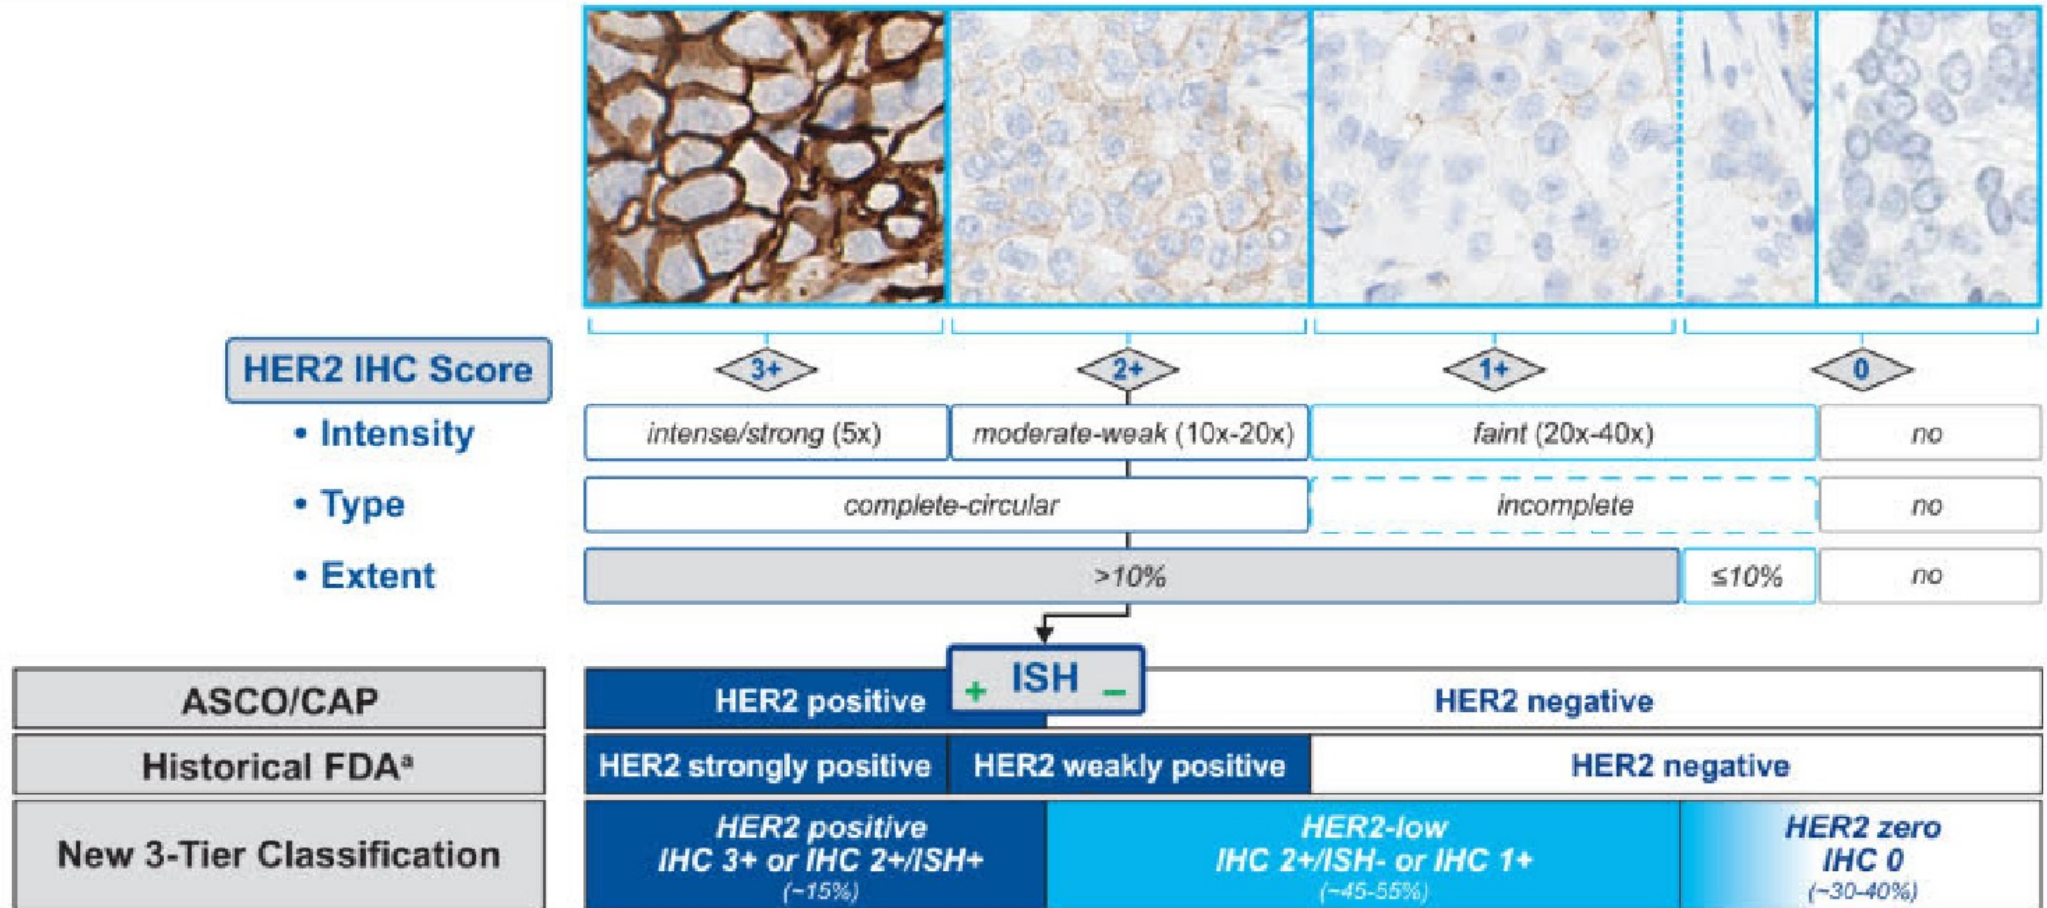 HER2 IHC Score
3+
2+
1+
0
• Intensity
intense/strong (5x)
moderate-weak (10x-20x)
faint (20x-40x)
no
• Type
complete-circular
incomplete
no
• Extent
>10%
≤10%
no
+ ISH −
ASCO/CAP
HER2 positive
HER2 negative
Historical FDAª
HER2 strongly positive
HER2 weakly positive
HER2 negative
New 3-Tier Classification
HER2 positive
IHC 3+ or IHC 2+/ISH+
(~15%)
HER2-low
IHC 2+/ISH- or IHC 1+
(~45-55%)
HER2 zero
IHC 0
(~30-40%)